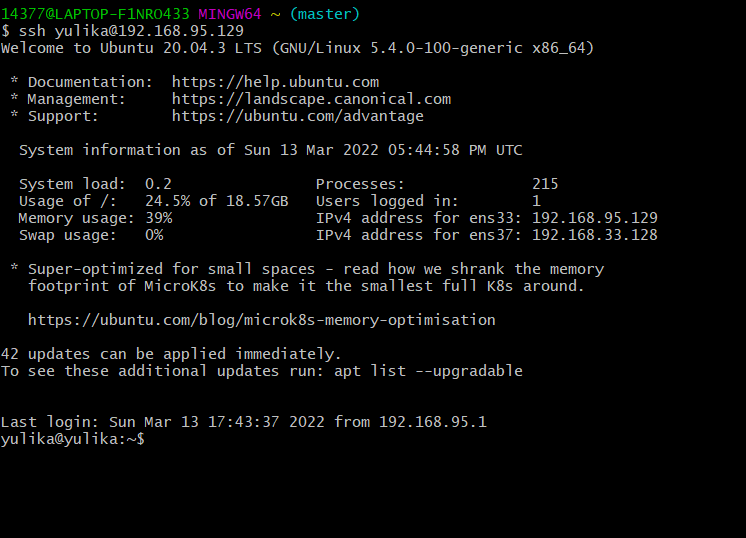 14377@LAPTOP-F1NRO433 MINGW64 ~ (master)
$ ssh yulika@192.168.95.129
Welcome to Ubuntu 20.04.3 LTS (GNU/Linux 5.4.0-100-generic x86_64)

 * Documentation:  https://help.ubuntu.com
 * Management:     https://landscape.canonical.com
 * Support:        https://ubuntu.com/advantage

  System information as of Sun 13 Mar 2022 05:44:58 PM UTC

  System load:  0.2                Processes:              215
  Usage of /:   24.5% of 18.57GB   Users logged in:        1
  Memory usage: 39%                IPv4 address for ens33: 192.168.95.129
  Swap usage:   0%                 IPv4 address for ens37: 192.168.33.128

 * Super-optimized for small spaces - read how we shrank the memory
   footprint of MicroK8s to make it the smallest full K8s around.

   https://ubuntu.com/blog/microk8s-memory-optimisation

42 updates can be applied immediately.
To see these additional updates run: apt list --upgradable


Last login: Sun Mar 13 17:43:37 2022 from 192.168.95.1
yulika@yulika:~$